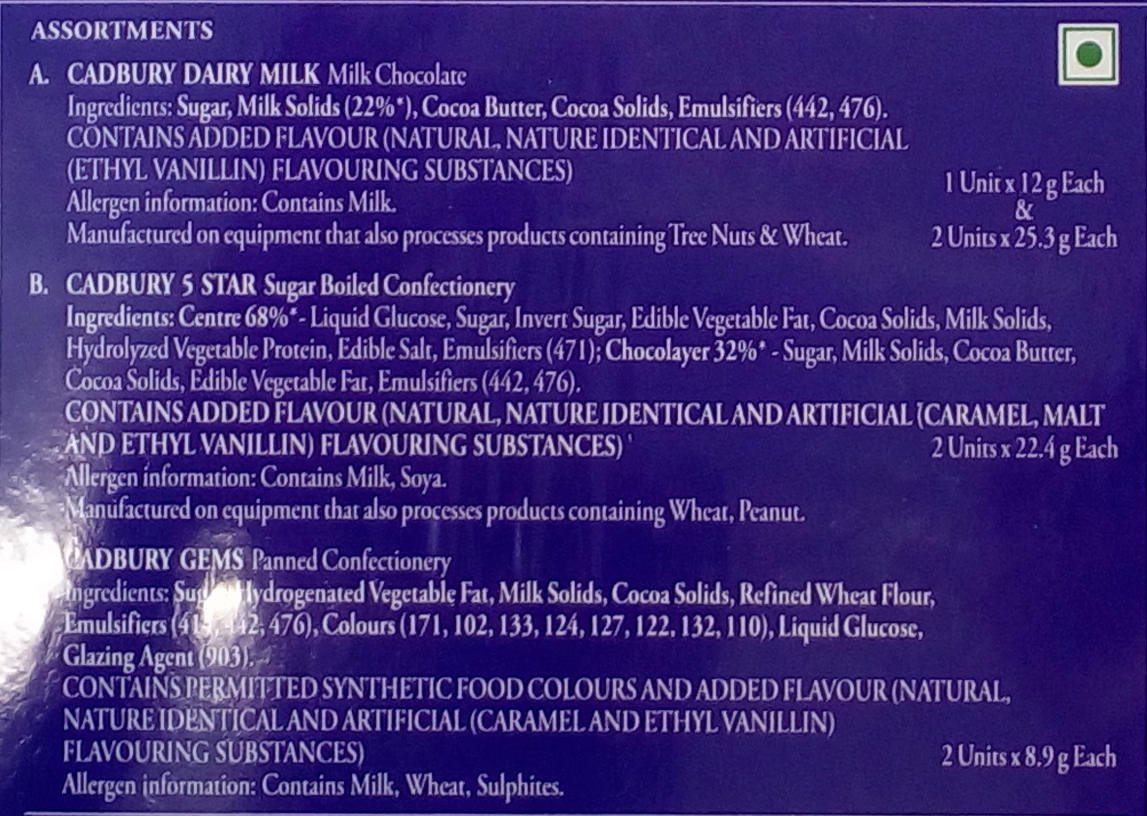 ASSORTMENTS
A. CADBURY DAIRY MILK Milk Chocolate
Ingredients: Sugar, Milk Solids (22%*), Cocoa Butter, Cocoa Solids, Emulsifiers (442, 476).
CONTAINS ADDED FLAVOUR (NATURAL, NATURE IDENTICAL AND ARTIFICIAL
(ETHYL VANILLIN) FLAVOURING SUBSTANCES)
Allergen information: Contains Milk.
Manufactured on equipment that also processes products containing Tree Nuts & Wheat.
1 Unit x 12 g Each
&
2 Units x 25.3 g Each
B. CADBURY 5 STAR Sugar Boiled Confectionery
Ingredients: Centre 68%* - Liquid Glucose, Sugar, Invert Sugar, Edible Vegetable Fat, Cocoa Solids, Milk Solids,
Hydrolyzed Vegetable Protein, Edible Salt, Emulsifiers (471); Chocolayer 32%* - Sugar, Milk Solids, Cocoa Butter,
Cocoa Solids, Edible Vegetable Fat, Emulsifiers (442, 476).
CONTAINS ADDED FLAVOUR (NATURAL, NATURE IDENTICAL AND ARTIFICIAL (CARAMEL, MALT
AND ETHYL VANILLIN) FLAVOURING SUBSTANCES)
2 Units x 22.4 g Each
Allergen information: Contains Milk, Soya.
Manufactured on equipment that also processes products containing Wheat, Peanut.
CADBURY GEMS Panned Confectionery
Ingredients: Hydrogenated Vegetable Fat, Milk Solids, Cocoa Solids, Refined Wheat Flour,
Emulsifiers 442, 476), Colours (171, 102, 133, 124, 127, 122, 132, 110), Liquid Glucose,
Glazing Agent (903).
CONTAINS PERMITTED SYNTHETIC FOOD COLOURS AND ADDED FLAVOUR (NATURAL,
NATURE IDENTICAL AND ARTIFICIAL (CARAMEL AND ETHYL VANILLIN)
FLAVOURING SUBSTANCES)
2 Units x 8.9 g Each
Allergen information: Contains Milk, Wheat, Sulphites.